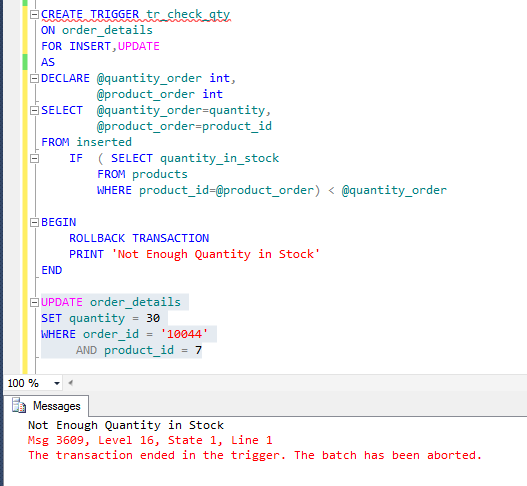 CREATE TRIGGER tr_check_qty
ON order_details
FOR INSERT,UPDATE
AS
DECLARE @quantity_order int,
@product_order int
SELECT @quantity_order=quantity,
@product_order=product_id
FROM inserted
IF ( SELECT quantity_in_stock
FROM products
WHERE product_id=@product_order) < @quantity_order
BEGIN
ROLLBACK TRANSACTION
PRINT 'Not Enough Quantity in Stock'
END
UPDATE order_details
SET quantity = 30
WHERE order_id = '10044'
AND product_id = 7
100 %
Messages
Not Enough Quantity in Stock
Msg 3609, Level 16, State 1, Line 1
The transaction ended in the trigger. The batch has been aborted.